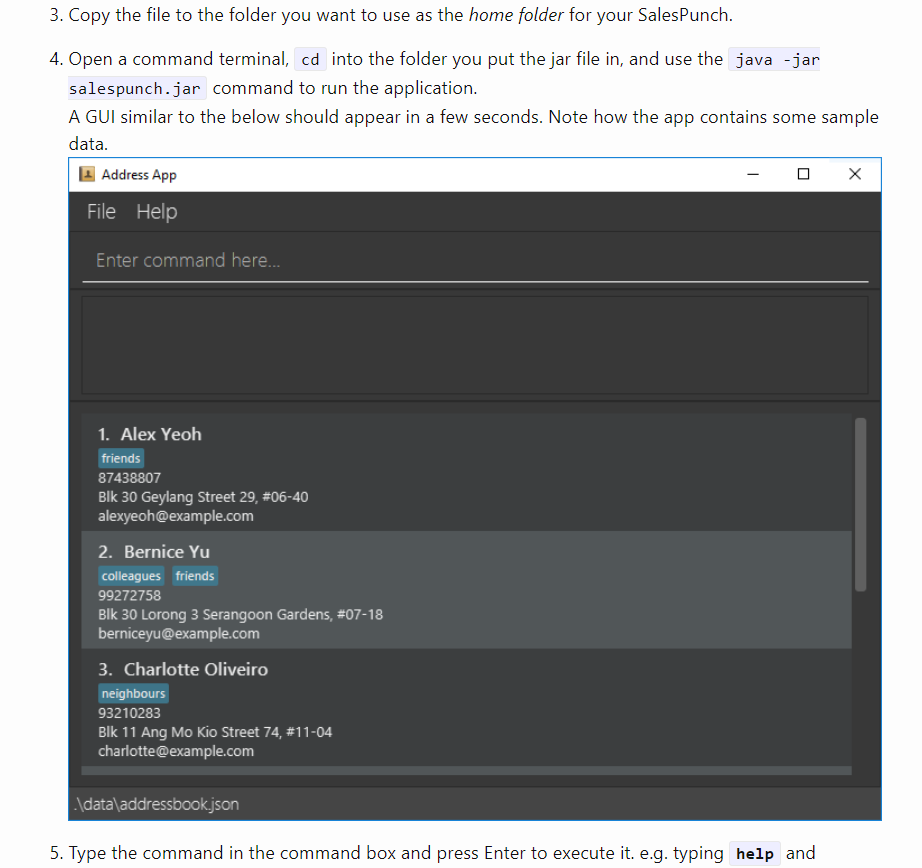 3. Copy the file to the folder you want to use as the home folder for your SalesPunch.
4. Open a command terminal, cd into the folder you put the jar file in, and use the java -jar
salespunch.jar command to run the application.
A GUI similar to the below should appear in a few seconds. Note how the app contains some sample
data.
Address App
File Help
Enter command here...
1. Alex Yeoh
friends
87438807
Blk 30 Geylang Street 29, #06-40
alexyeoh@example.com
2. Bernice Yu
colleagues friends
99272758
Blk 30 Lorong 3 Serangoon Gardens, #07-18
berniceyu@example.com
3. Charlotte Oliveiro
neighbours
93210283
Blk 11 Ang Mo Kio Street 74, #11-04
charlotte@example.com
.\data\addressbook.json
5. Type the command in the command box and press Enter to execute it. e.g. typing help and